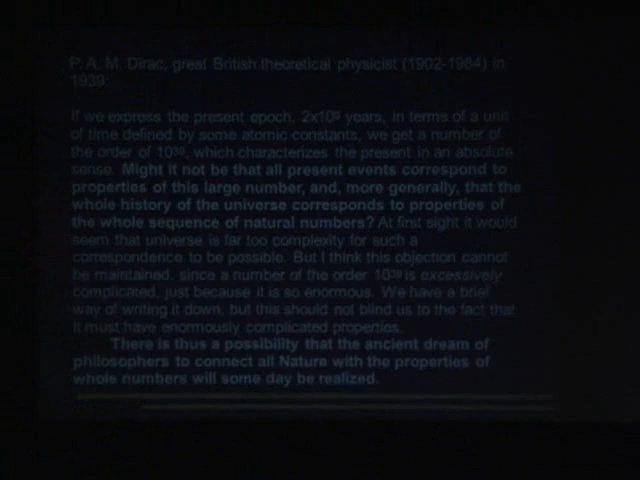 P. A. M. Dirac, great British theoretical physicist (1902-1984) in
1939:
If we express the present epoch, 2x10⁹ years, in terms of a unit
of time defined by some atomic constants, we get a number of
the order of 10³⁹, which characterizes the present in an absolute
sense. Might it not be that all present events correspond to
properties of this large number, and, more generally, that the
whole history of the universe corresponds to properties of
the whole sequence of natural numbers? At first sight it would
seem that universe is far too complexity for such a
correspondence to be possible. But I think this objection cannot
be maintained, since a number of the order 10³⁹ is excessively
complicated, just because it is so enormous. We have a brief
way of writing it down, but this should not blind us to the fact that
it must have enormously complicated properties.
There is thus a possibility that the ancient dream of
philosophers to connect all Nature with the properties of
whole numbers will some day be realized.